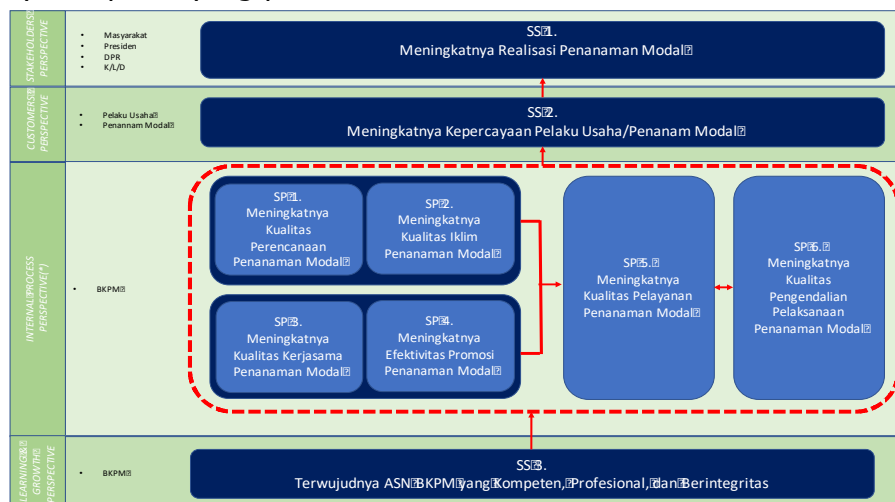 STAKEHOLDERS
PERSPECTIVE
• Masyarakat
• Presiden
• DPR
• K/L/D
SS 1.
Meningkatnya Realisasi Penanaman Modal
CUSTOMERS
PERSPECTIVE
• Pelaku Usaha
• Penannam Modal
SS 2.
Meningkatnya Kepercayaan Pelaku Usaha/Penanam Modal
INTERNAL PROCESS
PERSPECTIVE(*)
• BKPM
SP 1.
Meningkatnya
Kualitas
Perencanaan
Penanaman Modal
SP 2.
Meningkatnya
Kualitas Iklim
Penanaman Modal
SP 3.
Meningkatnya
Kualitas Kerjasama
Penanaman Modal
SP 4.
Meningkatnya
Efektivitas Promosi
Penanaman Modal
SP 5.
Meningkatnya
Kualitas Pelayanan
Penanaman Modal
SP 6.
Meningkatnya
Kualitas
Pengendalian
Pelaksanaan
Penanaman Modal
LEARNING &
GROWTH
PERSPECTIVE
• BKPM
SS 3.
Terwujudnya ASN BKPM yang Kompeten, Profesional, dan Berintegritas